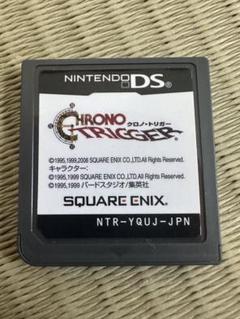 NINTENDO DS
クロノ・トリガー
CHRONO TRIGGER
©1995,1999,2008 SQUARE ENIX CO.,LTD.All Rights Reserved.
キャラクター:
©1995,1999 SQUARE ENIX CO.,LTD.All Rights Reserved.
©1995,1999 バードスタジオ/集英社
SQUARE ENIX.
NTR-YQUJ-JPN